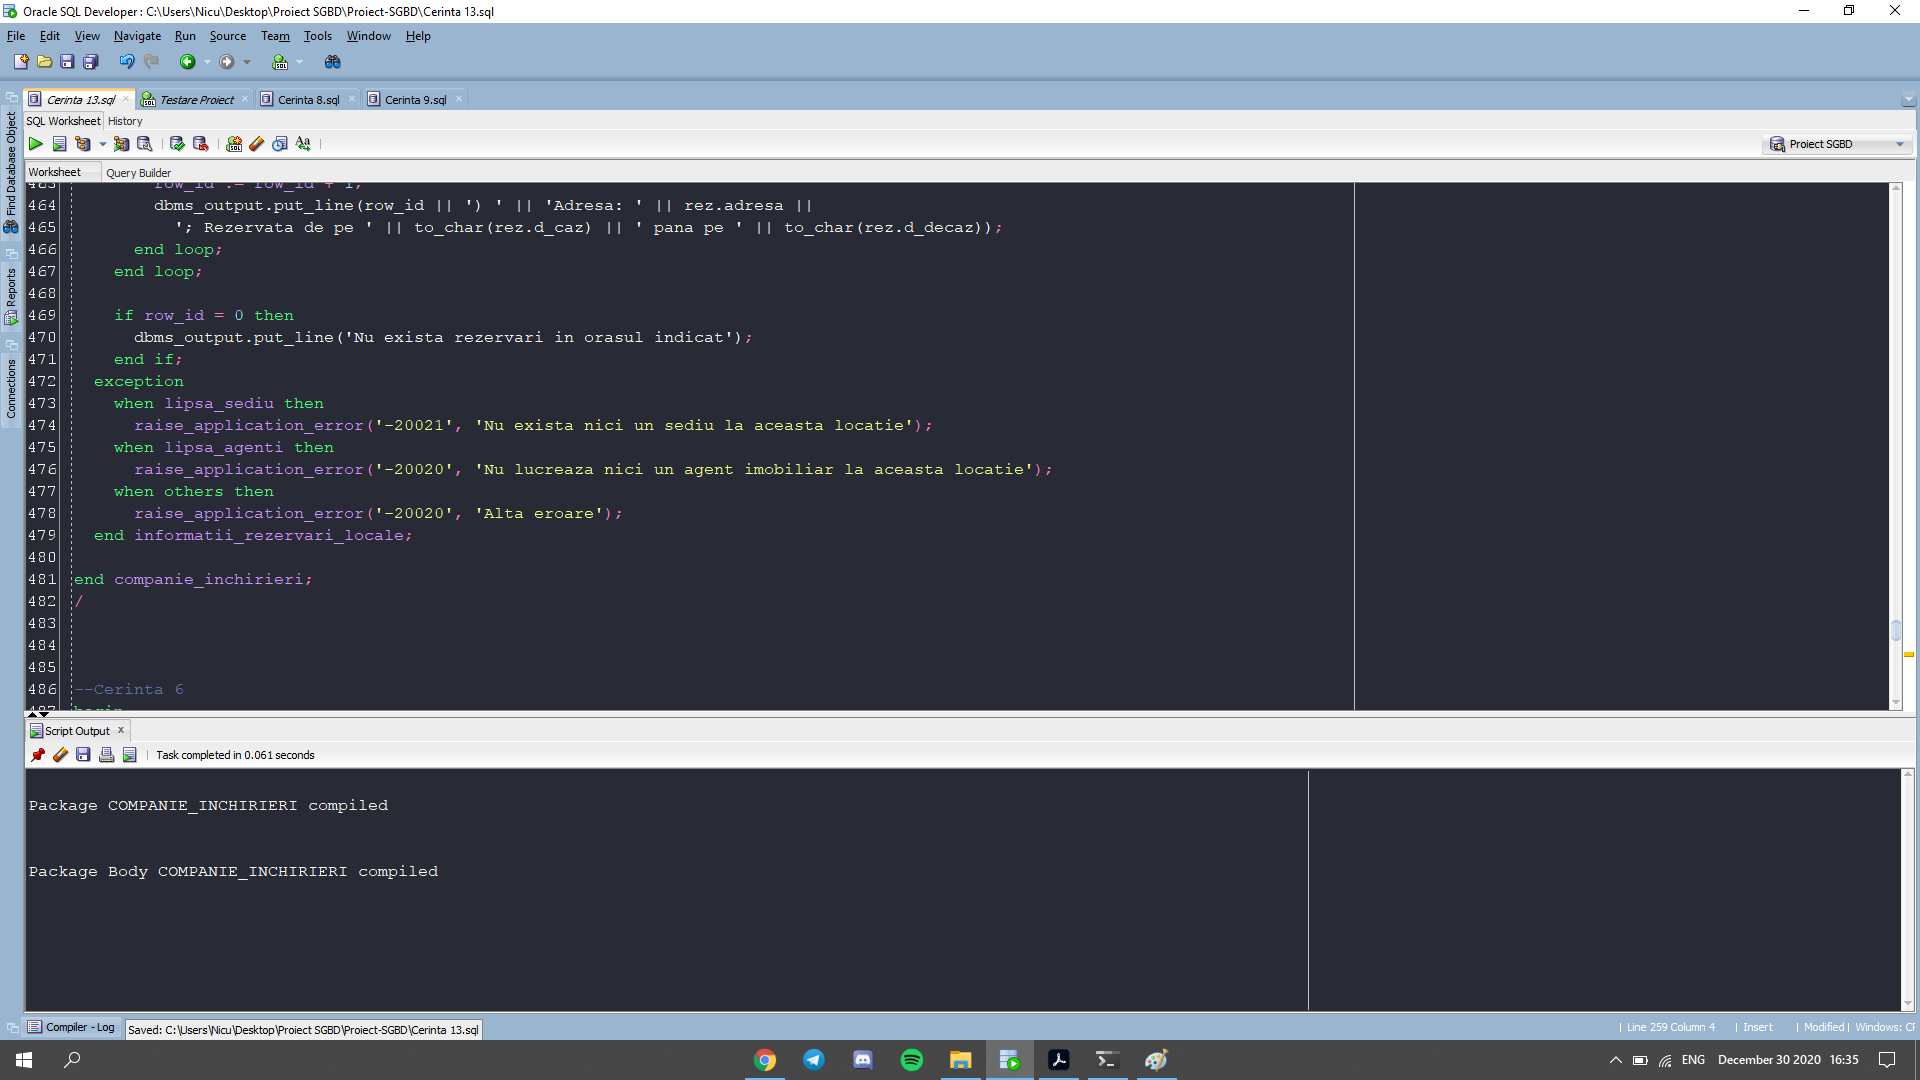 Oracle SQL Developer : C:\Users\Nicu\Desktop\Proiect SGBD\Proiect-SGBD\Cerinta 13.sql
File Edit View Navigate Run Source Team Tools Window Help
Cerinta 13.sql Testare Proiect Cerinta 8.sql Cerinta 9.sql
SQL Worksheet History
Proiect SGBD
Worksheet Query Builder
Find Database Object
Reports
Connections
463 row_id := row_id + 1;
464 dbms_output.put_line(row_id || ') ' || 'Adresa: ' || rez.adresa ||
465 '; Rezervata de pe ' || to_char(rez.d_caz) || ' pana pe ' || to_char(rez.d_decaz));
466 end loop;
467 end loop;
468
469 if row_id = 0 then
470 dbms_output.put_line('Nu exista rezervari in orasul indicat');
471 end if;
472 exception
473 when lipsa_sediu then
474 raise_application_error('-20021', 'Nu exista nici un sediu la aceasta locatie');
475 when lipsa_agenti then
476 raise_application_error('-20020', 'Nu lucreaza nici un agent imobiliar la aceasta locatie');
477 when others then
478 raise_application_error('-20020', 'Alta eroare');
479 end informatii_rezervari_locale;
480
481 end companie_inchirieri;
482 /
483
484
485
486 --Cerinta 6
487 begin
Script Output
Task completed in 0.061 seconds
Package COMPANIE_INCHIRIERI compiled
Package Body COMPANIE_INCHIRIERI compiled
Compiler - Log
Saved: C:\Users\Nicu\Desktop\Proiect SGBD\Proiect-SGBD\Cerinta 13.sql
Line 259 Column 4 | Insert | Modified | Windows: CR
ENG December 30 2020 16:35